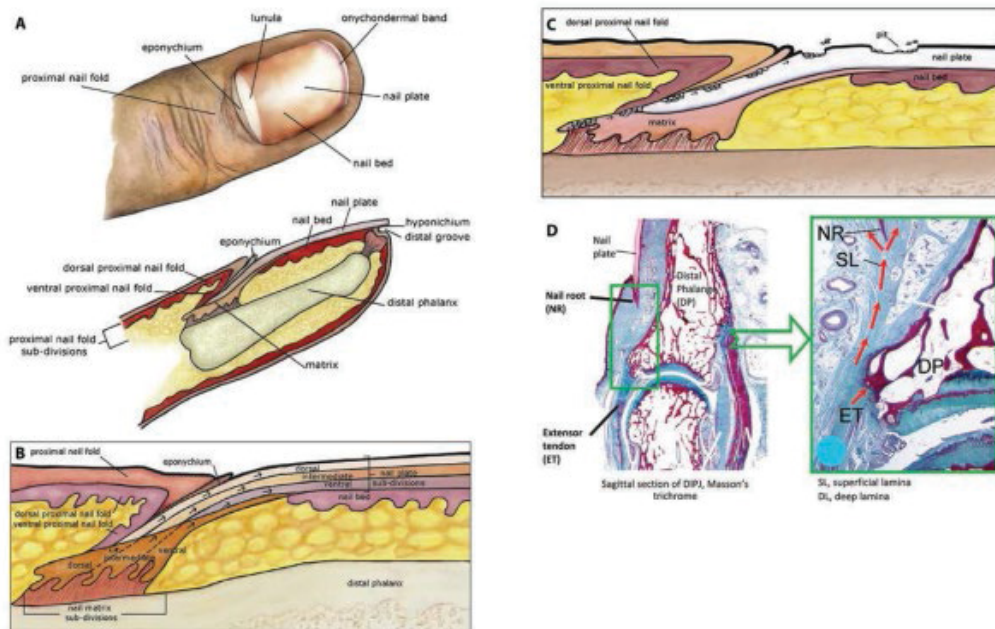 A
lunula
onychondermal band
eponychium
proximal nail fold
nail plate
nail bed
nail plate
nail bed
hyponichium
distal groove
eponychium
dorsal proximal nail fold
ventral proximal nail fold
distal phalanx
proximal nail fold
sub-divisions
matrix
B
proximal nail fold
eponychium
dorsal
intermediate
ventral
nail plate
sub-divisions
nail bed
dorsal proximal nail fold
ventral proximal nail fold
ventral
intermediate
dorsal
distal phalanx
nail matrix
sub-divisions
C
dorsal proximal nail fold
pit
nail plate
nail bed
ventral proximal nail fold
matrix
D
Nail
plate
Distal
Phalange
(DP)
Nail root
(NR)
Extensor
tendon
(ET)
Sagittal section of DIPJ, Masson's
trichrome
NR
SL
DP
ET
SL, superficial lamina
DL, deep lamina